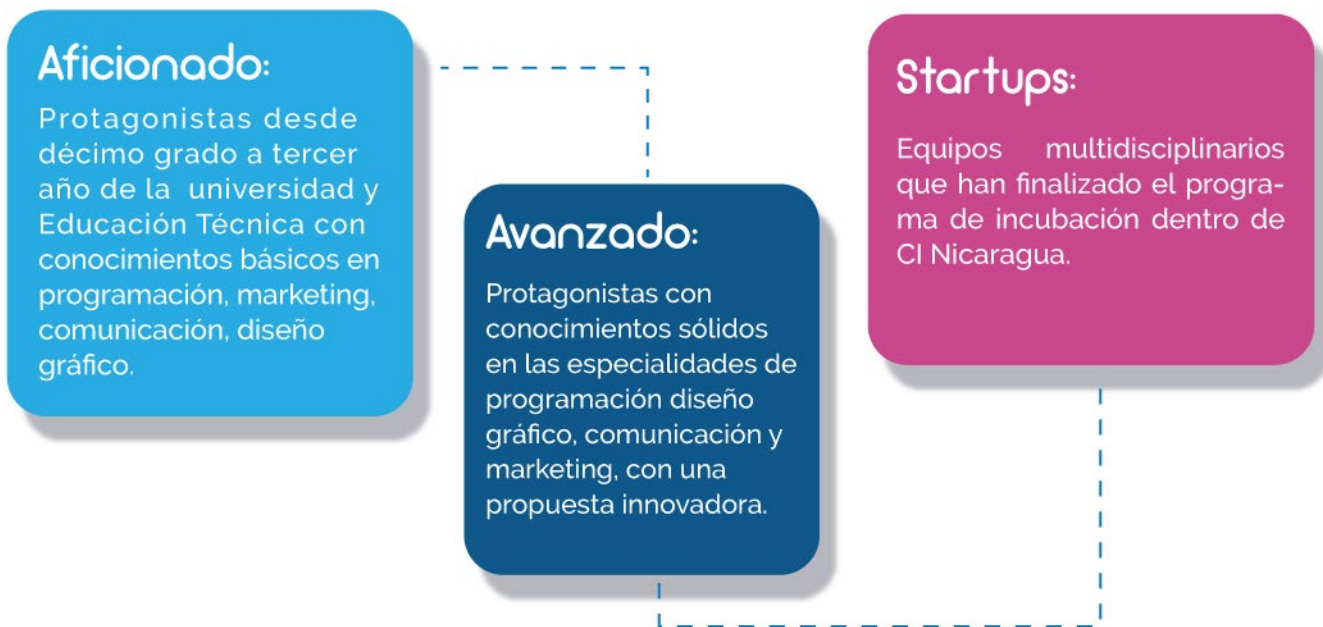 Aficionado:
Protagonistas desde
décimo grado a tercer
año de la universidad y
Educación Técnica con
conocimientos básicos en
programación, marketing,
comunicación, diseño
gráfico.
Avanzado:
Protagonistas con
conocimientos sólidos
en las especialidades de
programación diseño
gráfico, comunicación y
marketing, con una
propuesta innovadora.
Startups:
Equipos multidisciplinarios
que han finalizado el progra-
ma de incubación dentro de
CI Nicaragua.